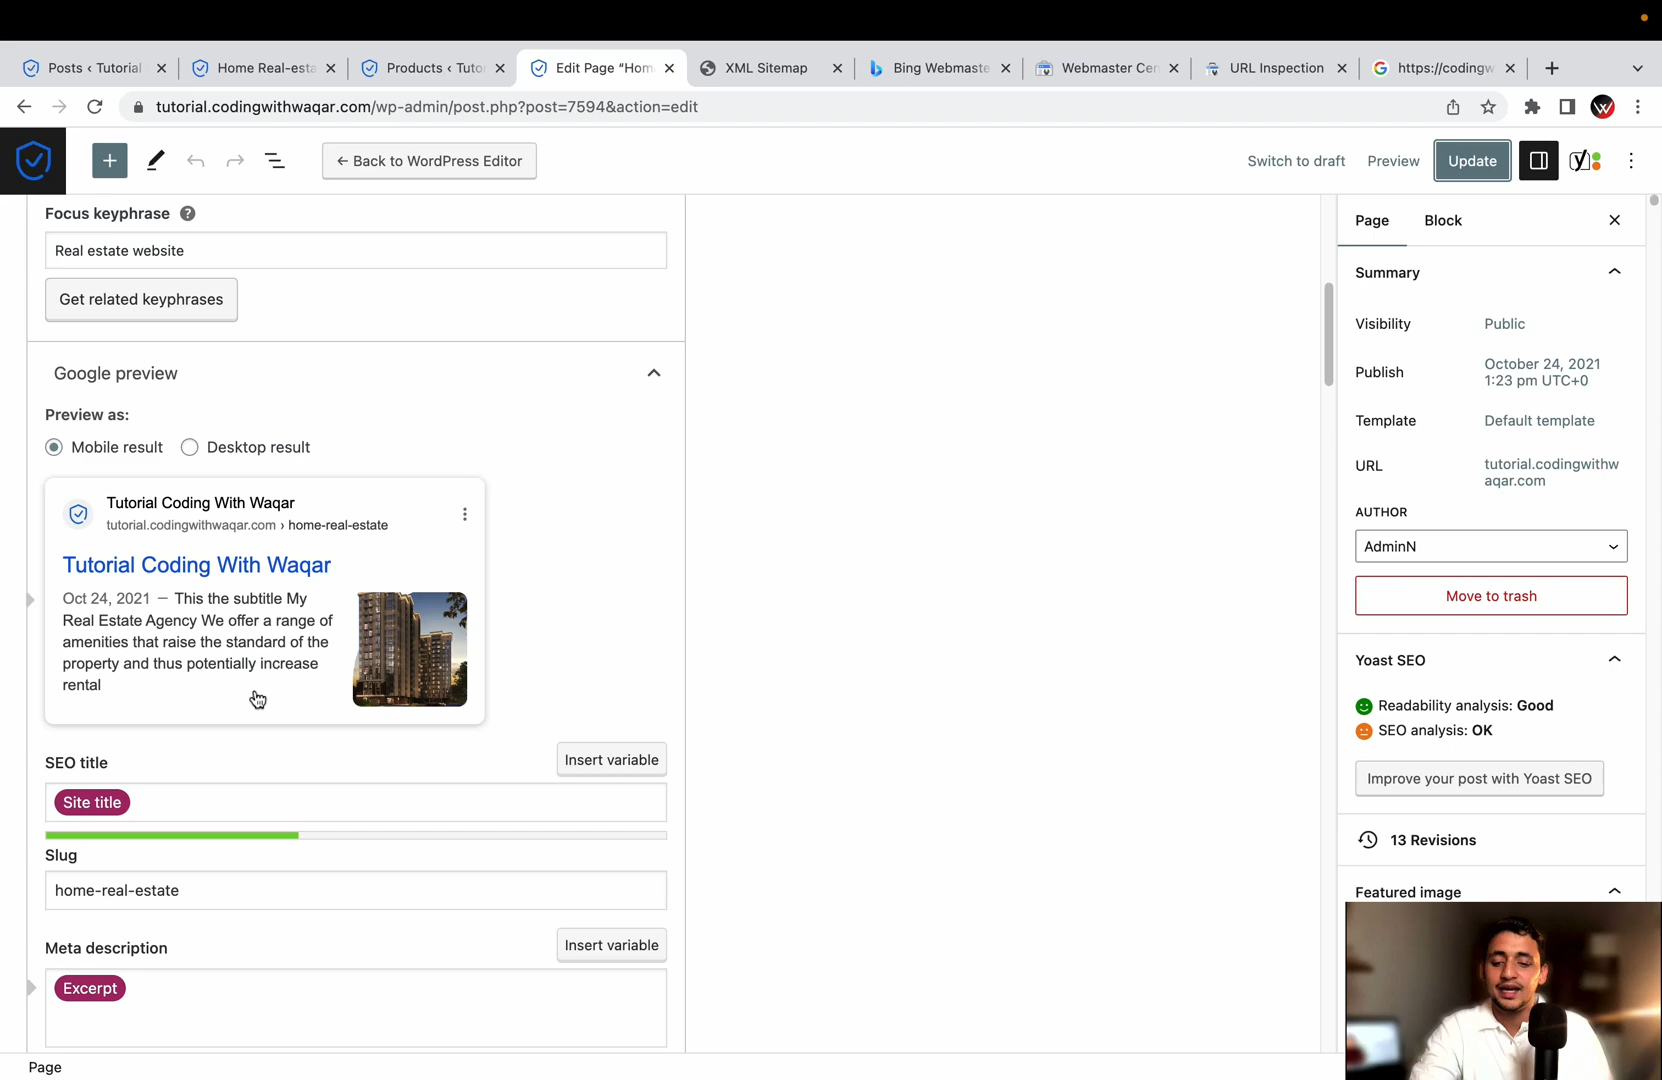 Posts ‹ Tutorial
Home Real-esta
Products ‹ Tuto
Edit Page “Hom
XML Sitemap
Bing Webmaste
Webmaster Cen
URL Inspection
https://codingw
tutorial.codingwithwaqar.com/wp-admin/post.php?post=7594&action=edit
← Back to WordPress Editor
Switch to draft
Preview
Update
Focus keyphrase
Real estate website
Get related keyphrases
Google preview
Preview as:
Mobile result
Desktop result
Tutorial Coding With Waqar
tutorial.codingwithwaqar.com › home-real-estate
Tutorial Coding With Waqar
Oct 24, 2021 – This the subtitle My
Real Estate Agency We offer a range of
amenities that raise the standard of the
property and thus potentially increase
rental
SEO title
Insert variable
Site title
Slug
home-real-estate
Meta description
Insert variable
Excerpt
Page
Page
Block
Summary
Visibility
Public
Publish
October 24, 2021
1:23 pm UTC+0
Template
Default template
URL
tutorial.codingwithw
aqar.com
AUTHOR
AdminN
Move to trash
Yoast SEO
Readability analysis: Good
SEO analysis: OK
Improve your post with Yoast SEO
13 Revisions
Featured image